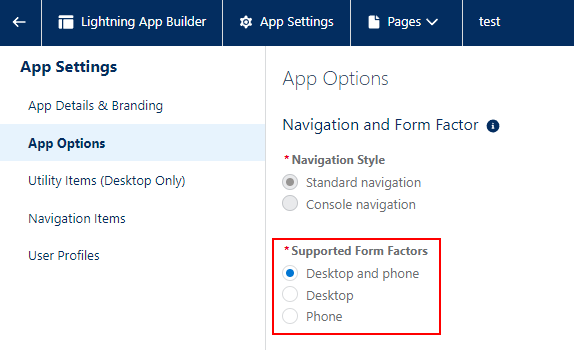 Lightning App Builder App Settings Pages test
App Settings
App Details & Branding
App Options
Utility Items (Desktop Only)
Navigation Items
User Profiles
App Options
Navigation and Form Factor
*Navigation Style
Standard navigation
Console navigation
*Supported Form Factors
Desktop and phone
Desktop
Phone